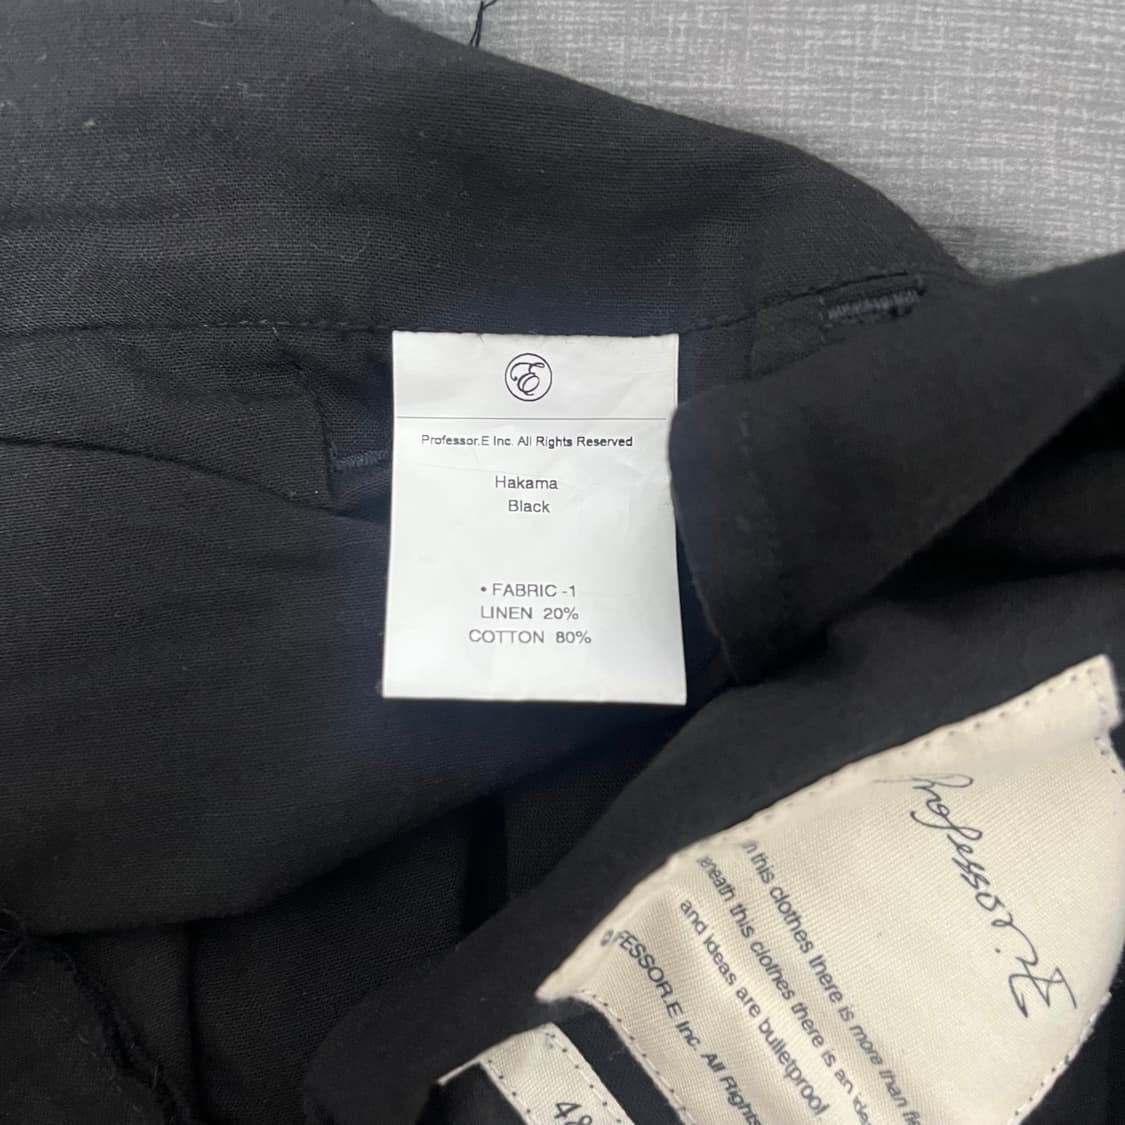 E
Professor.E Inc. All Rights Reserved
Hakama
Black
• FABRIC -1
LINEN 20%
COTTON 80%
Professor.E
this clothes there is more than
this clothes there is an
and ideas are bulletproof.
FESSOR.E Inc. All Rights
48